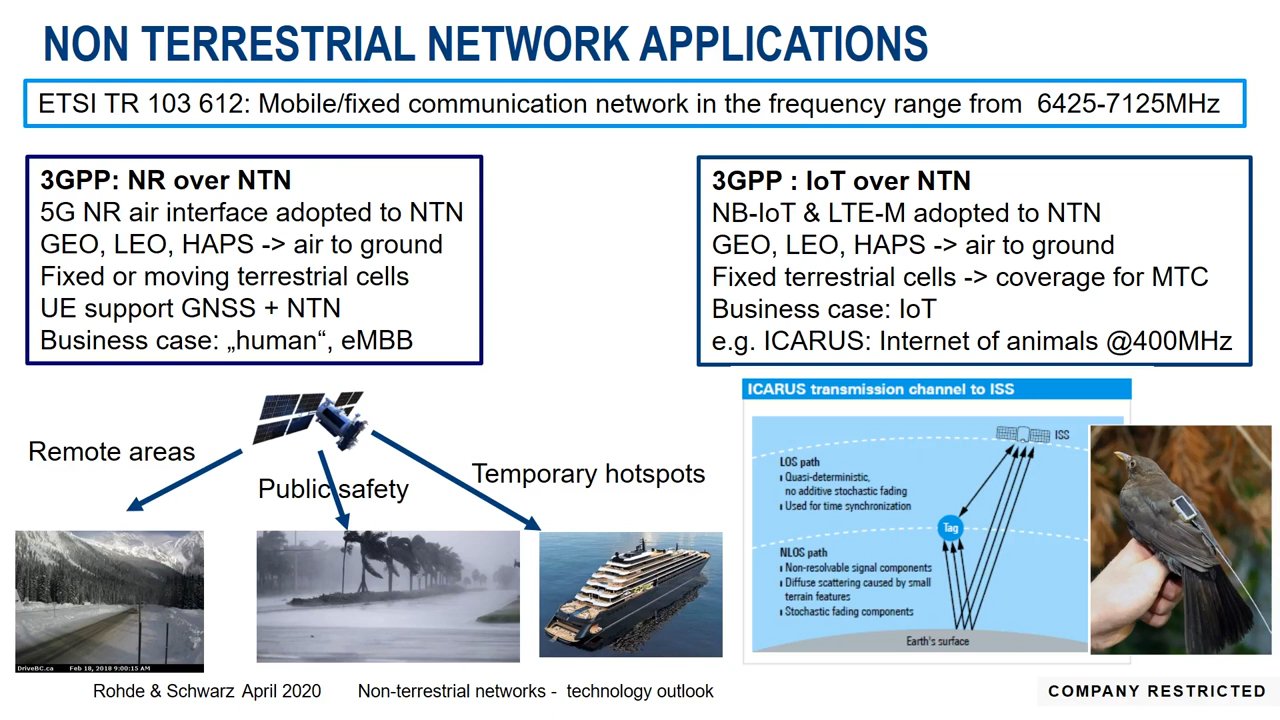 NON TERRESTRIAL NETWORK APPLICATIONS
ETSI TR 103 612: Mobile/fixed communication network in the frequency range from 6425-7125MHz
3GPP: NR over NTN
5G NR air interface adopted to NTN
GEO, LEO, HAPS -> air to ground
Fixed or moving terrestrial cells
UE support GNSS + NTN
Business case: „human“, eMBB
3GPP : IoT over NTN
NB-IoT & LTE-M adopted to NTN
GEO, LEO, HAPS -> air to ground
Fixed terrestrial cells -> coverage for MTC
Business case: IoT
e.g. ICARUS: Internet of animals @400MHz
Remote areas
Public safety
Temporary hotspots
DriveBC.ca Feb 18, 2018 9:00:15 AM
ICARUS transmission channel to ISS
ISS
LOS path
Quasi-deterministic,
no additive stochastic fading
Used for time synchronization
Tag
NLOS path
Non-resolvable signal components
Diffuse scattering caused by small
terrain features
Stochastic fading components
Earth's surface
Rohde & Schwarz April 2020
Non-terrestrial networks - technology outlook
COMPANY RESTRICTED